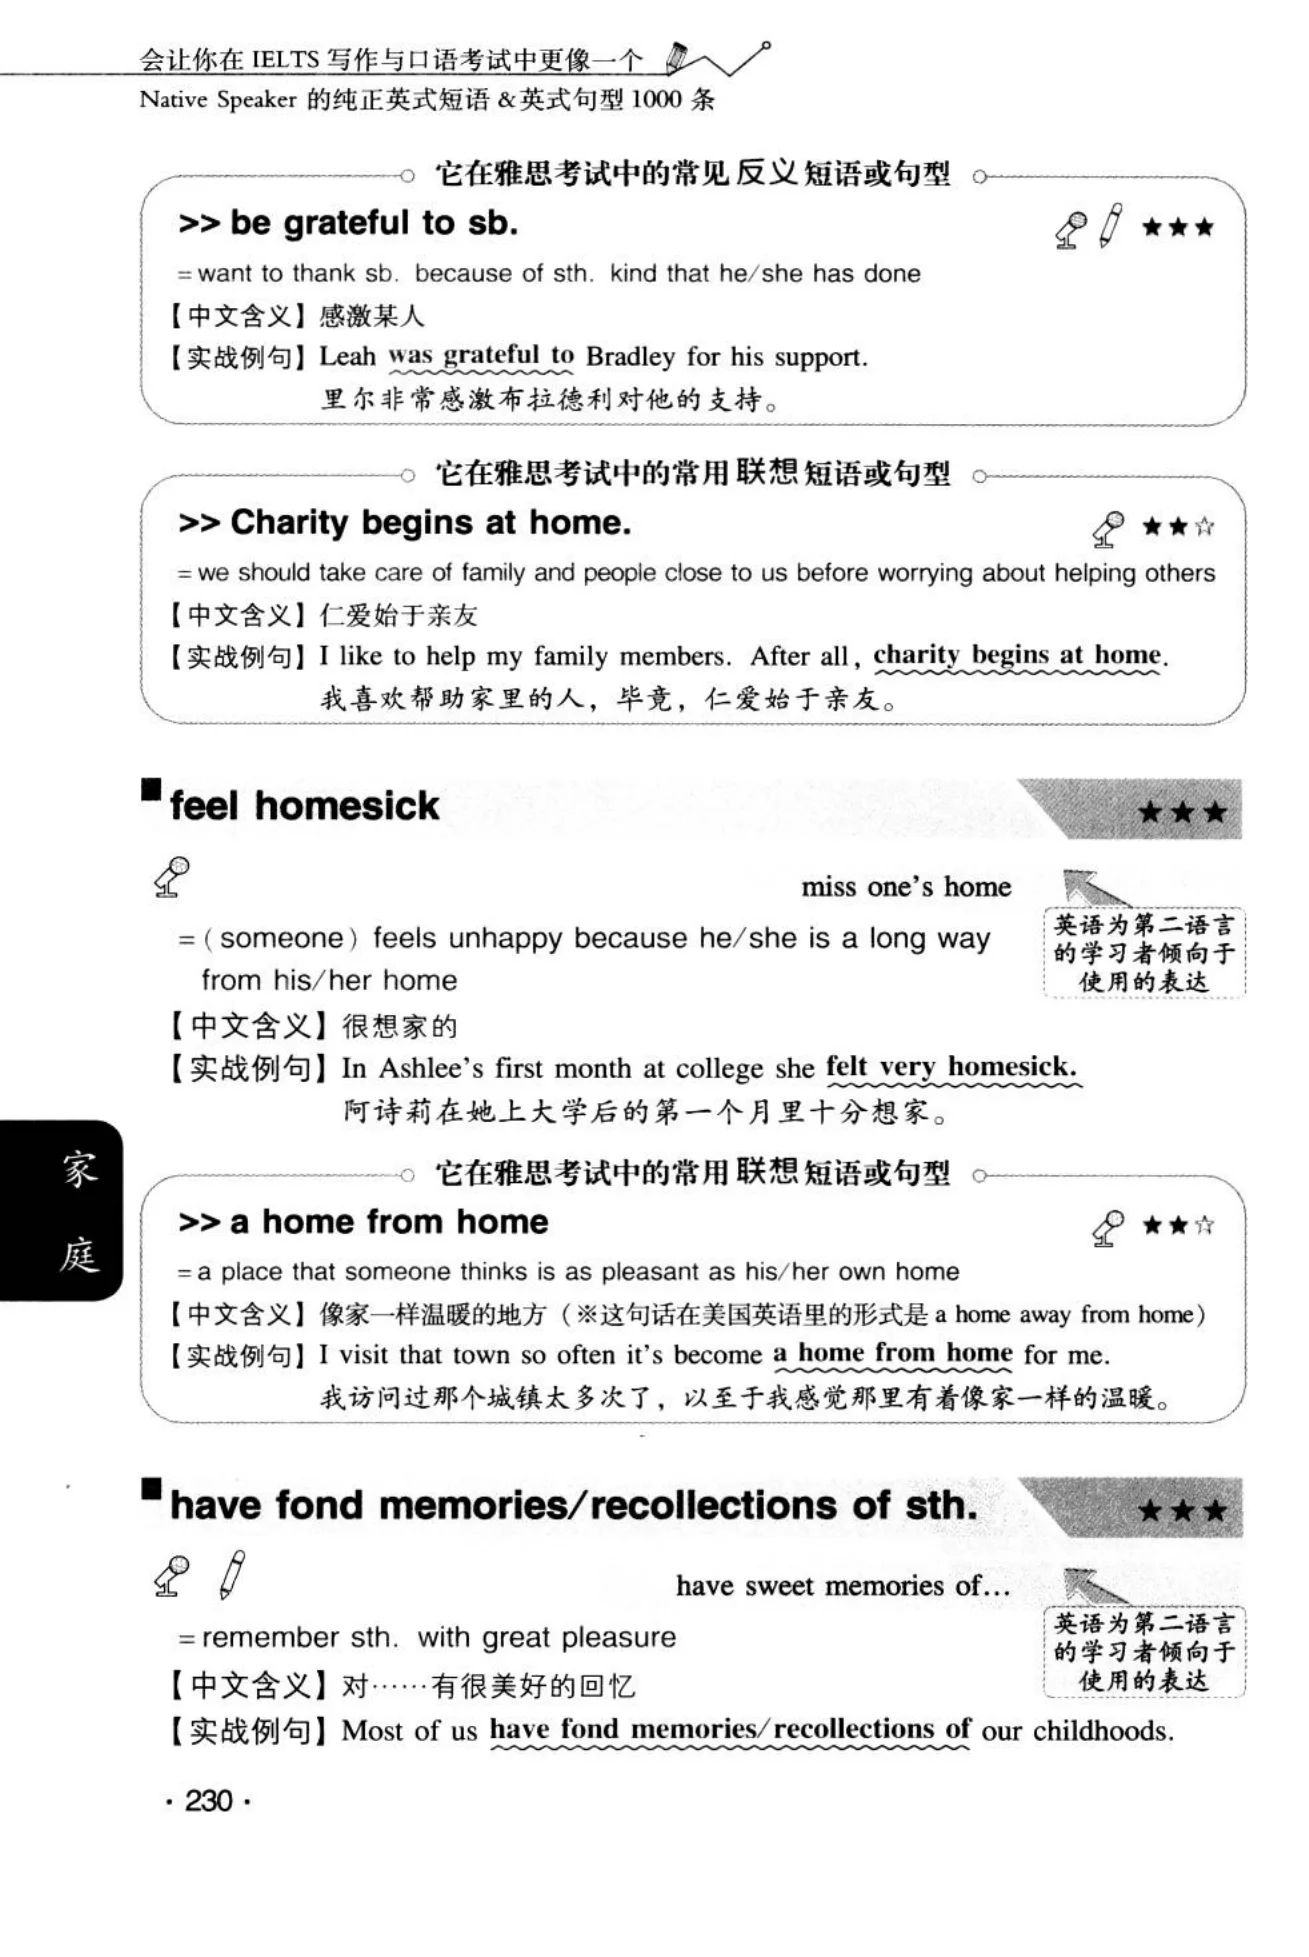 会让你在 IELTS 写作与口语考试中更像一个
Native Speaker 的纯正英式短语 & 英式句型 1000 条
它在雅思考试中的常见反义短语或句型
>> be grateful to sb. ★★★
= want to thank sb. because of sth. kind that he/she has done
【中文含义】感激某人
【实战例句】Leah was grateful to Bradley for his support.
里尔非常感激布拉德利对他的支持。
它在雅思考试中的常用联想短语或句型
>> Charity begins at home. ★★☆
= we should take care of family and people close to us before worrying about helping others
【中文含义】仁爱始于亲友
【实战例句】I like to help my family members. After all, charity begins at home.
我喜欢帮助家里的人，毕竟，仁爱始于亲友。
■ feel homesick ★★★
miss one's home
英语为第二语言
的学习者倾向于
使用的表达
= (someone) feels unhappy because he/she is a long way
from his/her home
【中文含义】很想家的
【实战例句】In Ashlee's first month at college she felt very homesick.
阿诗莉在她上大学后的第一个月里十分想家。
家
庭
它在雅思考试中的常用联想短语或句型
>> a home from home ★★☆
= a place that someone thinks is as pleasant as his/her own home
【中文含义】像家一样温暖的地方（※这句话在美国英语里的形式是 a home away from home）
【实战例句】I visit that town so often it's become a home from home for me.
我访问过那个城镇太多次了，以至于我感觉那里有着像家一样的温暖。
■ have fond memories/recollections of sth. ★★★
have sweet memories of…
英语为第二语言
的学习者倾向于
使用的表达
= remember sth. with great pleasure
【中文含义】对……有很美好的回忆
【实战例句】Most of us have fond memories/recollections of our childhoods.
· 230 ·